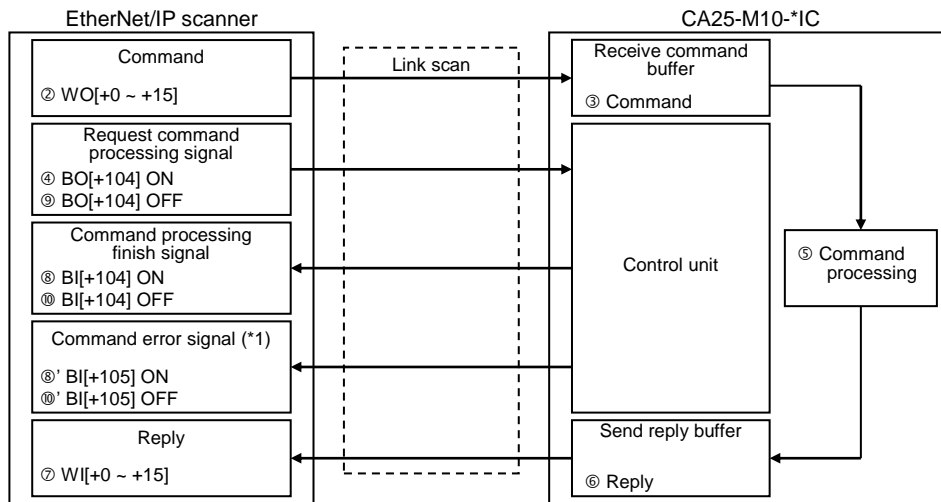 EtherNet/IP scanner
Command
② WO[+0 ~ +15]
Request command
processing signal
④ BO[+104] ON
⑨ BO[+104] OFF
Command processing
finish signal
⑧ BI[+104] ON
⑩ BI[+104] OFF
Command error signal (*1)
⑧’ BI[+105] ON
⑩’ BI[+105] OFF
Reply
⑦ WI[+0 ~ +15]
Link scan
CA25-M10-*IC
Receive command
buffer
③ Command
Control unit
⑤ Command
processing
Send reply buffer
⑥ Reply